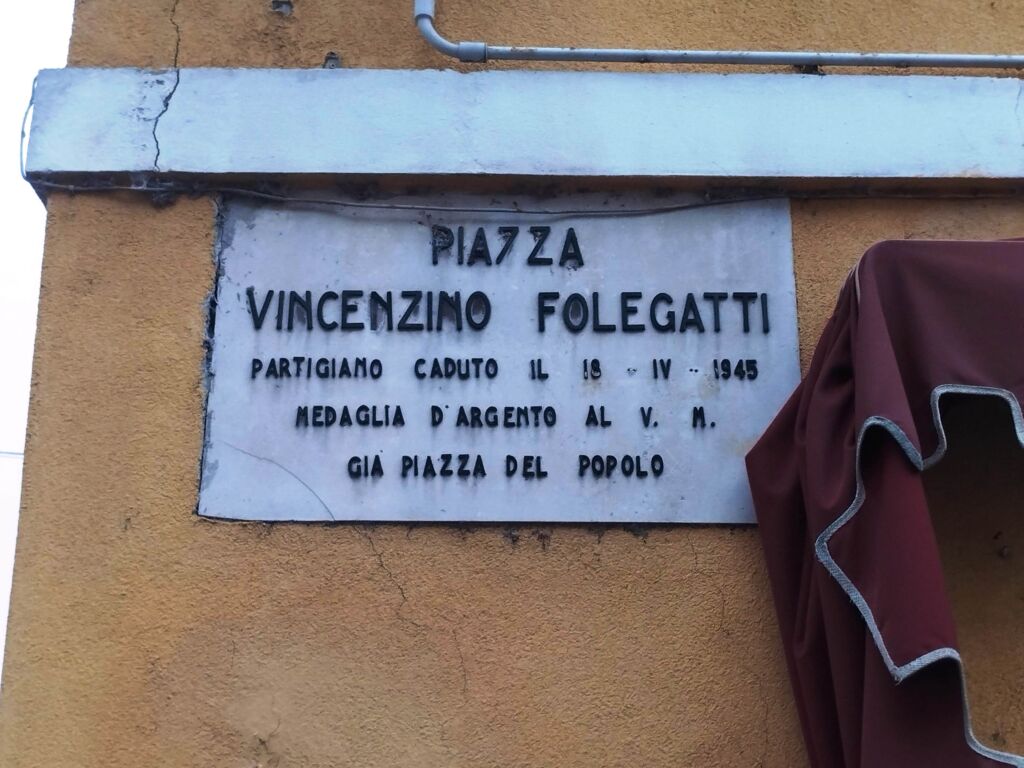 PIAZZA
VINCENZINO FOLEGATTI
PARTIGIANO CADUTO IL 18 - IV - 1945
MEDAGLIA D'ARGENTO AL V. M.
GIA PIAZZA DEL POPOLO